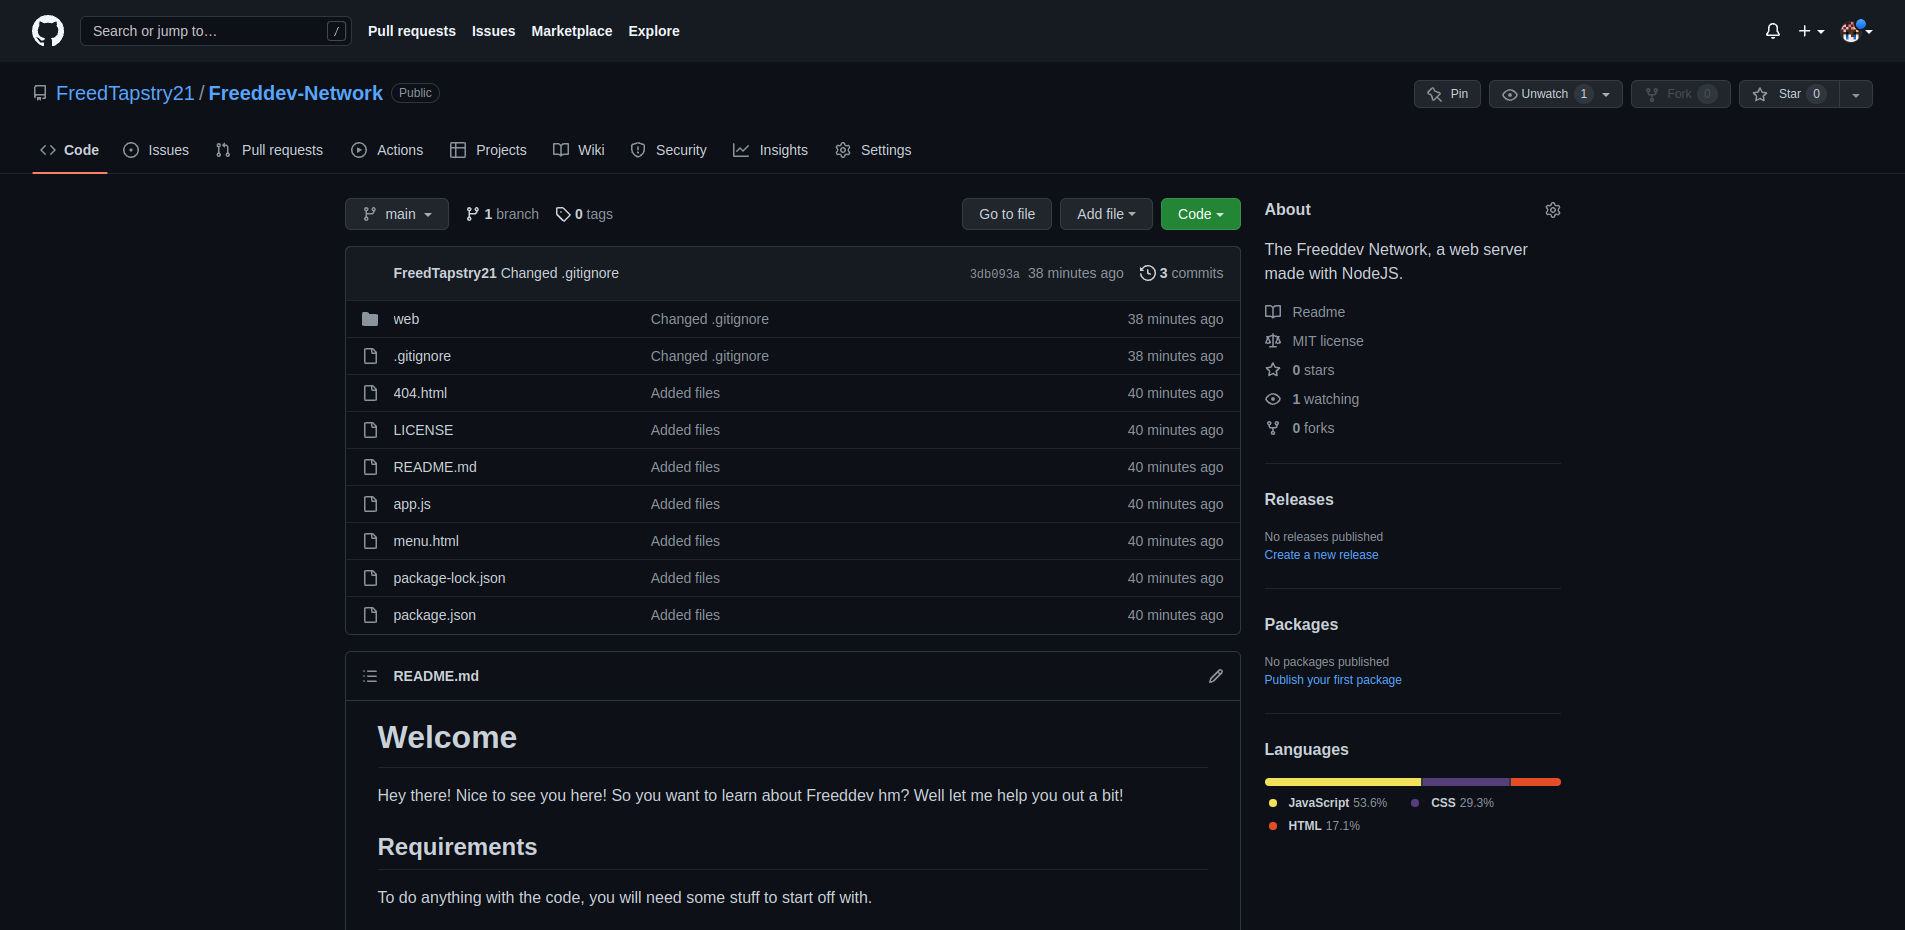 Search or jump to… /
Pull requests Issues Marketplace Explore
FreedTapstry21 / Freeddev-Network Public
Pin Unwatch 1 Fork 0 Star 0
Code Issues Pull requests Actions Projects Wiki Security Insights Settings
main 1 branch 0 tags Go to file Add file Code
FreedTapstry21 Changed .gitignore 3db093a 38 minutes ago 3 commits
web Changed .gitignore 38 minutes ago
.gitignore Changed .gitignore 38 minutes ago
404.html Added files 40 minutes ago
LICENSE Added files 40 minutes ago
README.md Added files 40 minutes ago
app.js Added files 40 minutes ago
menu.html Added files 40 minutes ago
package-lock.json Added files 40 minutes ago
package.json Added files 40 minutes ago
README.md
Welcome
Hey there! Nice to see you here! So you want to learn about Freeddev hm? Well let me help you out a bit!
Requirements
To do anything with the code, you will need some stuff to start off with.
About
The Freeddev Network, a web server
made with NodeJS.
Readme
MIT license
0 stars
1 watching
0 forks
Releases
No releases published
Create a new release
Packages
No packages published
Publish your first package
Languages
JavaScript 53.6% CSS 29.3%
HTML 17.1%